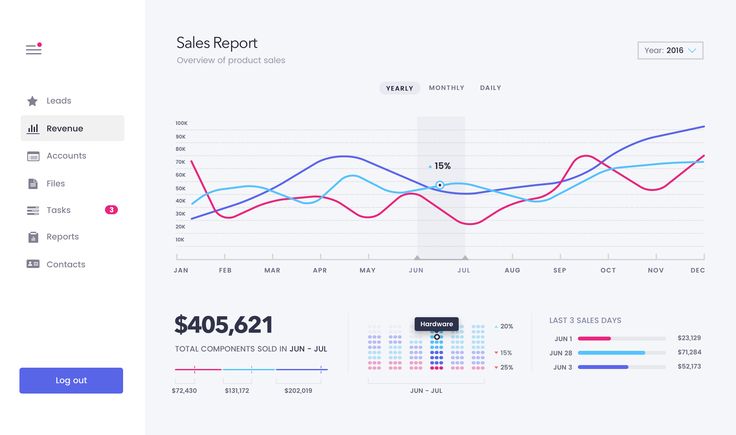 Sales Report
Overview of product sales
Year: 2016
Leads
Revenue
Accounts
Files
Tasks 3
Reports
Contacts
Log out
YEARLY MONTHLY DAILY
100K
90K
80K
70K
60K
50K
40K
30K
20K
10K
15%
JAN FEB MAR APR MAY JUN JUL AUG SEP OCT NOV DEC
$405,621
TOTAL COMPONENTS SOLD IN JUN - JUL
$72,430 $131,172 $202,019
Hardware
20%
15%
25%
JUN - JUL
LAST 3 SALES DAYS
JUN 1 $23,129
JUN 28 $71,284
JUN 3 $52,173